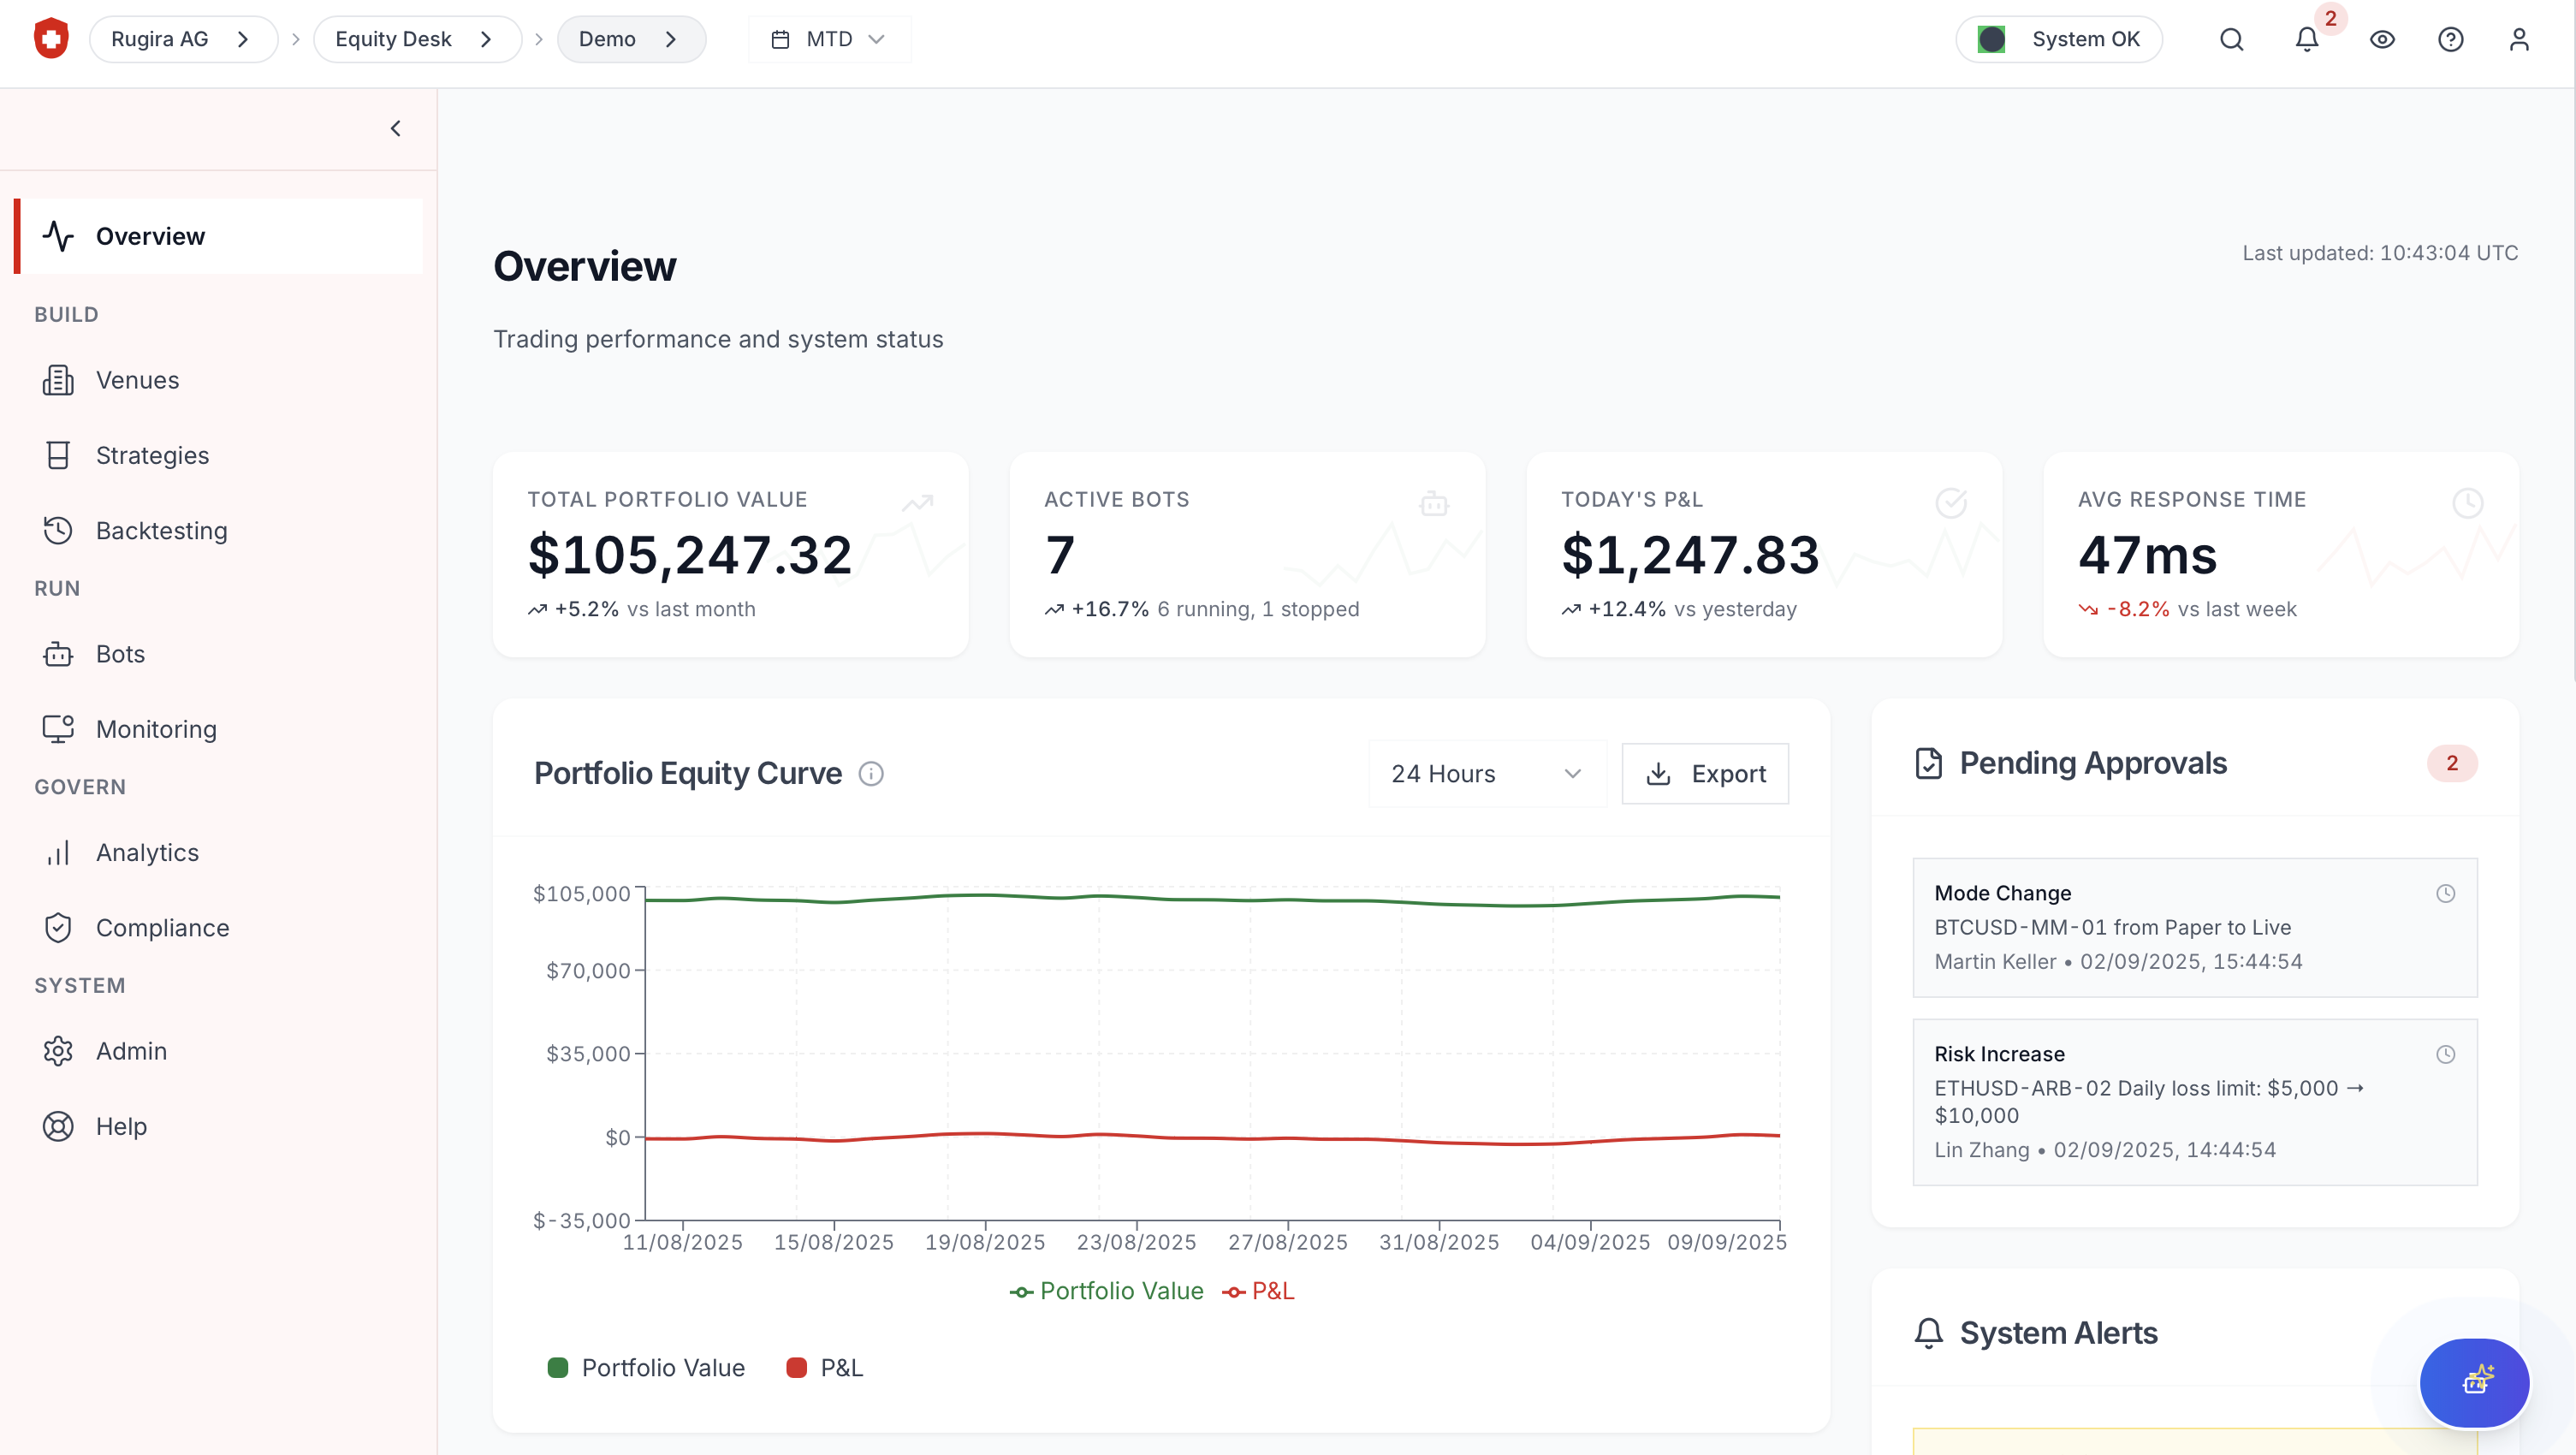 Rugira AG
Equity Desk
Demo
MTD
System OK
2
Overview
BUILD
Venues
Strategies
Backtesting
RUN
Bots
Monitoring
GOVERN
Analytics
Compliance
SYSTEM
Admin
Help
Overview
Last updated: 10:43:04 UTC
Trading performance and system status
TOTAL PORTFOLIO VALUE
$105,247.32
+5.2% vs last month
ACTIVE BOTS
7
+16.7% 6 running, 1 stopped
TODAY'S P&L
$1,247.83
+12.4% vs yesterday
AVG RESPONSE TIME
47ms
-8.2% vs last week
Portfolio Equity Curve
24 Hours
Export
$105,000
$70,000
$35,000
$0
$-35,000
11/08/2025 15/08/2025 19/08/2025 23/08/2025 27/08/2025 31/08/2025 04/09/2025 09/09/2025
Portfolio Value P&L
Portfolio Value P&L
Pending Approvals
2
Mode Change
BTCUSD-MM-01 from Paper to Live
Martin Keller • 02/09/2025, 15:44:54
Risk Increase
ETHUSD-ARB-02 Daily loss limit: $5,000 →
$10,000
Lin Zhang • 02/09/2025, 14:44:54
System Alerts